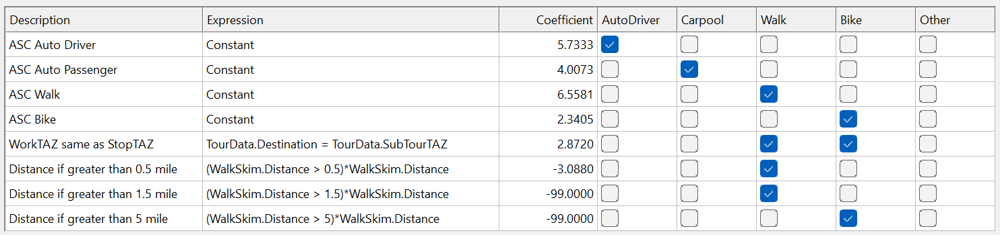 Description Expression Coefficient AutoDriver Carpool Walk Bike Other
ASC Auto Driver Constant 5.7333
ASC Auto Passenger Constant 4.0073
ASC Walk Constant 6.5581
ASC Bike Constant 2.3405
WorkTAZ same as StopTAZ TourData.Destination = TourData.SubTourTAZ 2.8720
Distance if greater than 0.5 mile (WalkSkim.Distance > 0.5)*WalkSkim.Distance -3.0880
Distance if greater than 1.5 mile (WalkSkim.Distance > 1.5)*WalkSkim.Distance -99.0000
Distance if greater than 5 mile (WalkSkim.Distance > 5)*WalkSkim.Distance -99.0000